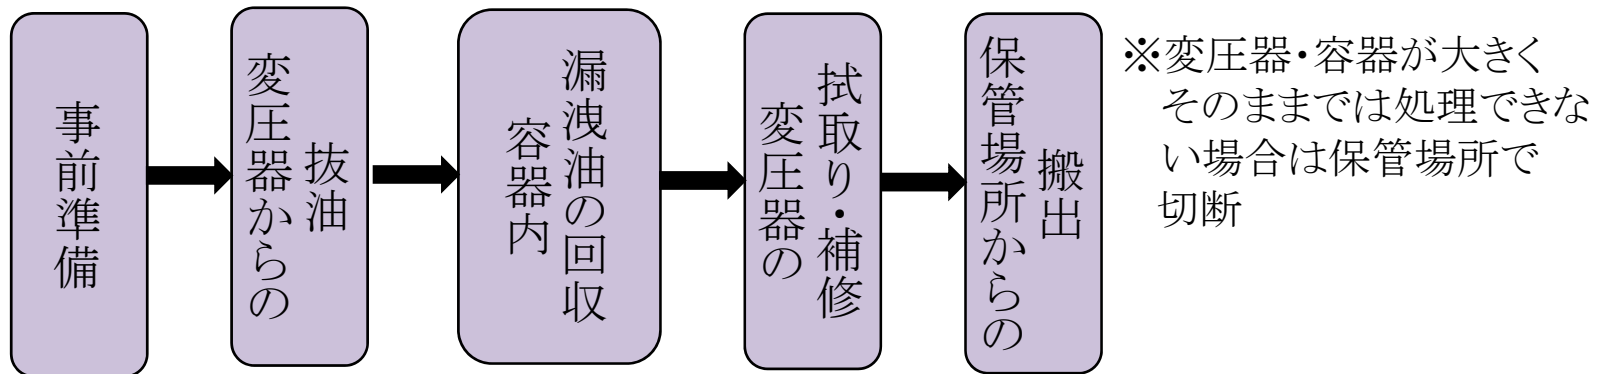 事前準備
変圧器からの
抜油
容器内
漏洩油の回収
変圧器の
拭取り・補修
保管場所からの
搬出
※変圧器・容器が大きく
そのままでは処理できな
い場合は保管場所で
切断